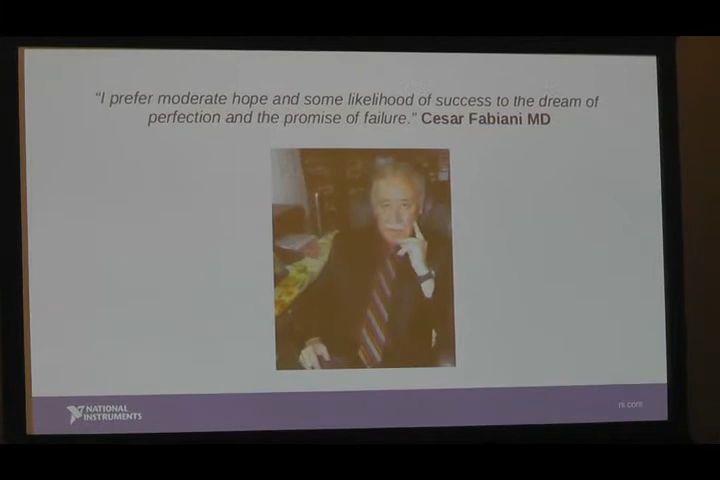 "I prefer moderate hope and some likelihood of success to the dream of
perfection and the promise of failure." Cesar Fabiani MD
NATIONAL
INSTRUMENTS
ni.com